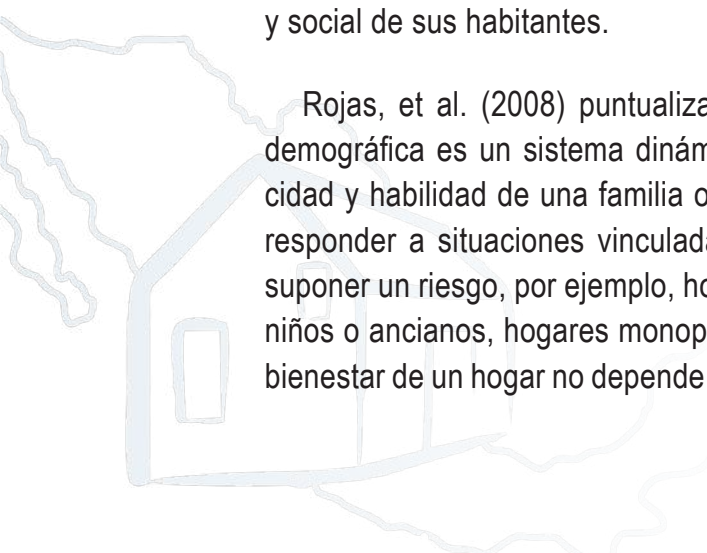 y social de sus habitantes.
Rojas, et al. (2008) puntualiza
demográfica es un sistema dinám
cidad y habilidad de una familia o
responder a situaciones vinculada
suponer un riesgo, por ejemplo, ho
niños o ancianos, hogares monop
bienestar de un hogar no depende